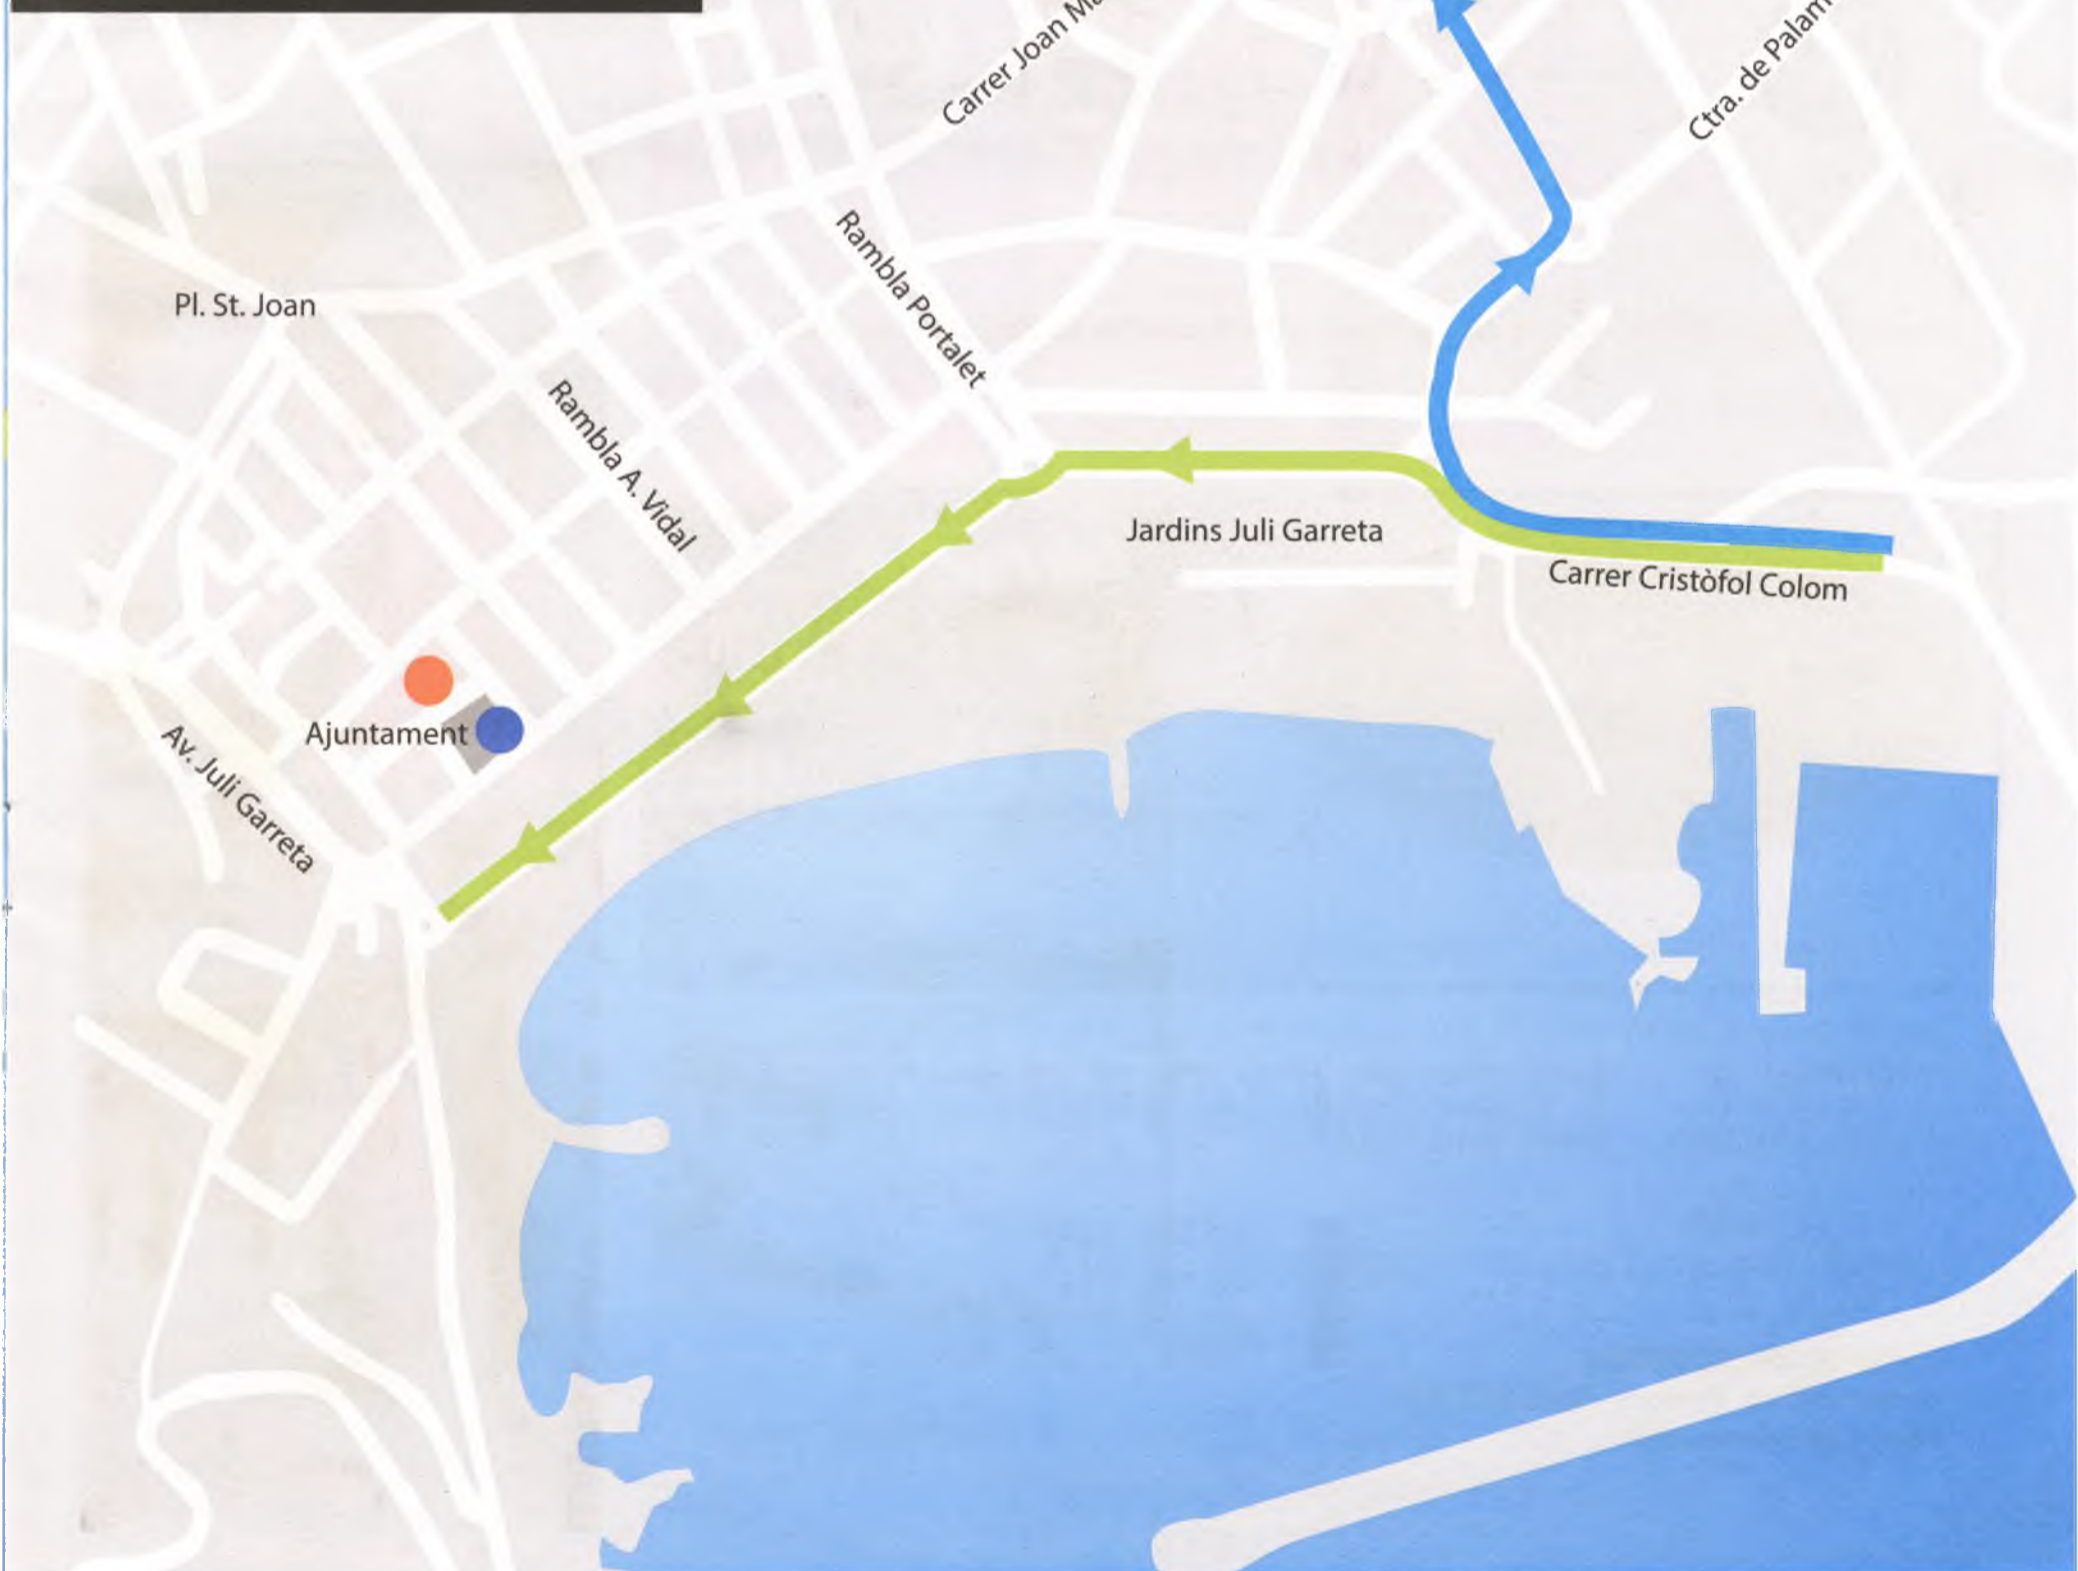 Carrer Joan
Ctra. de
Rambla Portalet
Pl. St. Joan
Rambla A. Vidal
Jardins Juli Garreta
Carrer Cristòfol Colom
Ajuntament
Av. Juli Garreta